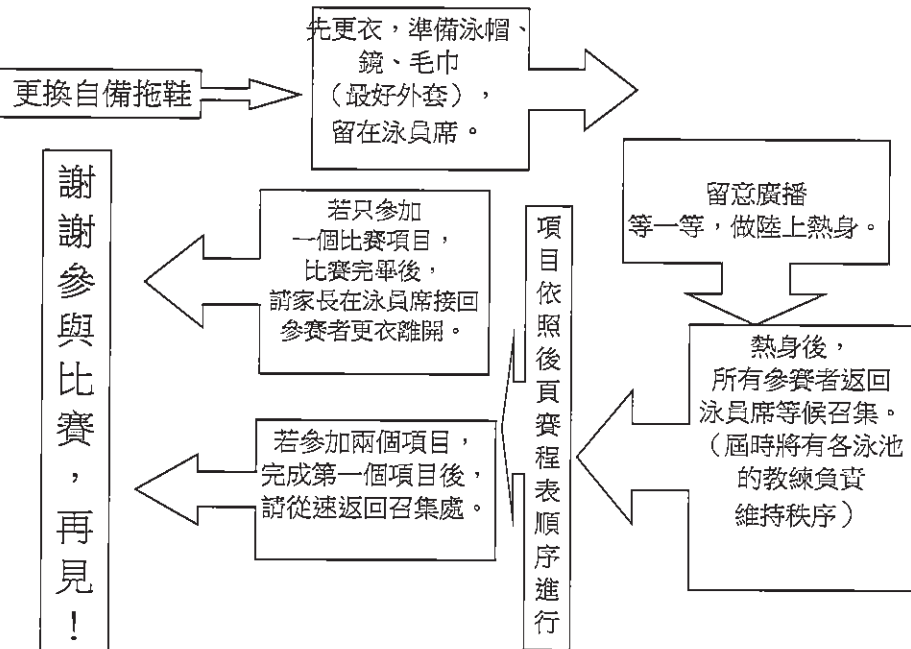 更換自備拖鞋
先更衣，準備泳帽、
鏡、毛巾
（最好外套），
留在泳員席。
留意廣播
等一等，做陸上熱身。
熱身後，
所有參賽者返回
泳員席等候召集。
（屆時將有各泳池
的教練負責
維持秩序）
項目依照後頁賽程表順序進行
若只參加
一個比賽項目，
比賽完畢後，
請家長在泳員席接回
參賽者更衣離開。
若參加兩個項目，
完成第一個項目後，
請從速返回召集處。
謝謝參與比賽，再見！